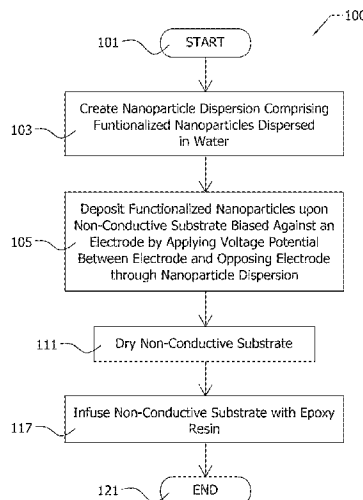 100
101
START
103
Create Nanoparticle Dispersion Comprising
Funtionalized Nanoparticles Dispersed
in Water
105
Deposit Functionalized Nanoparticles upon
Non-Conductive Substrate Biased Against an
Electrode by Applying Voltage Potential
Between Electrode and Opposing Electrode
through Nanoparticle Dispersion
111
Dry Non-Conductive Substrate
117
Infuse Non-Conductive Substrate with Epoxy
Resin
121
END